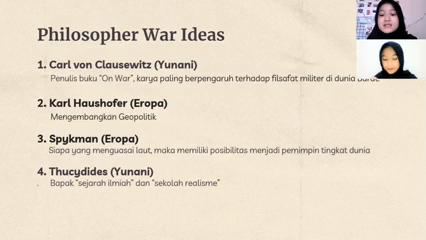 Philosopher War Ideas
1. Carl von Clausewitz (Yunani)
Penulis buku "On War", karya paling berpengaruh terhadap filsafat militer di dunia Barat
2. Karl Haushofer (Eropa)
Mengembangkan Geopolitik
3. Spykman (Eropa)
Siapa yang menguasai laut, maka memiliki posibilitas menjadi pemimpin tingkat dunia
4. Thucydides (Yunani)
. Bapak "sejarah ilmiah" dan "sekolah realisme"